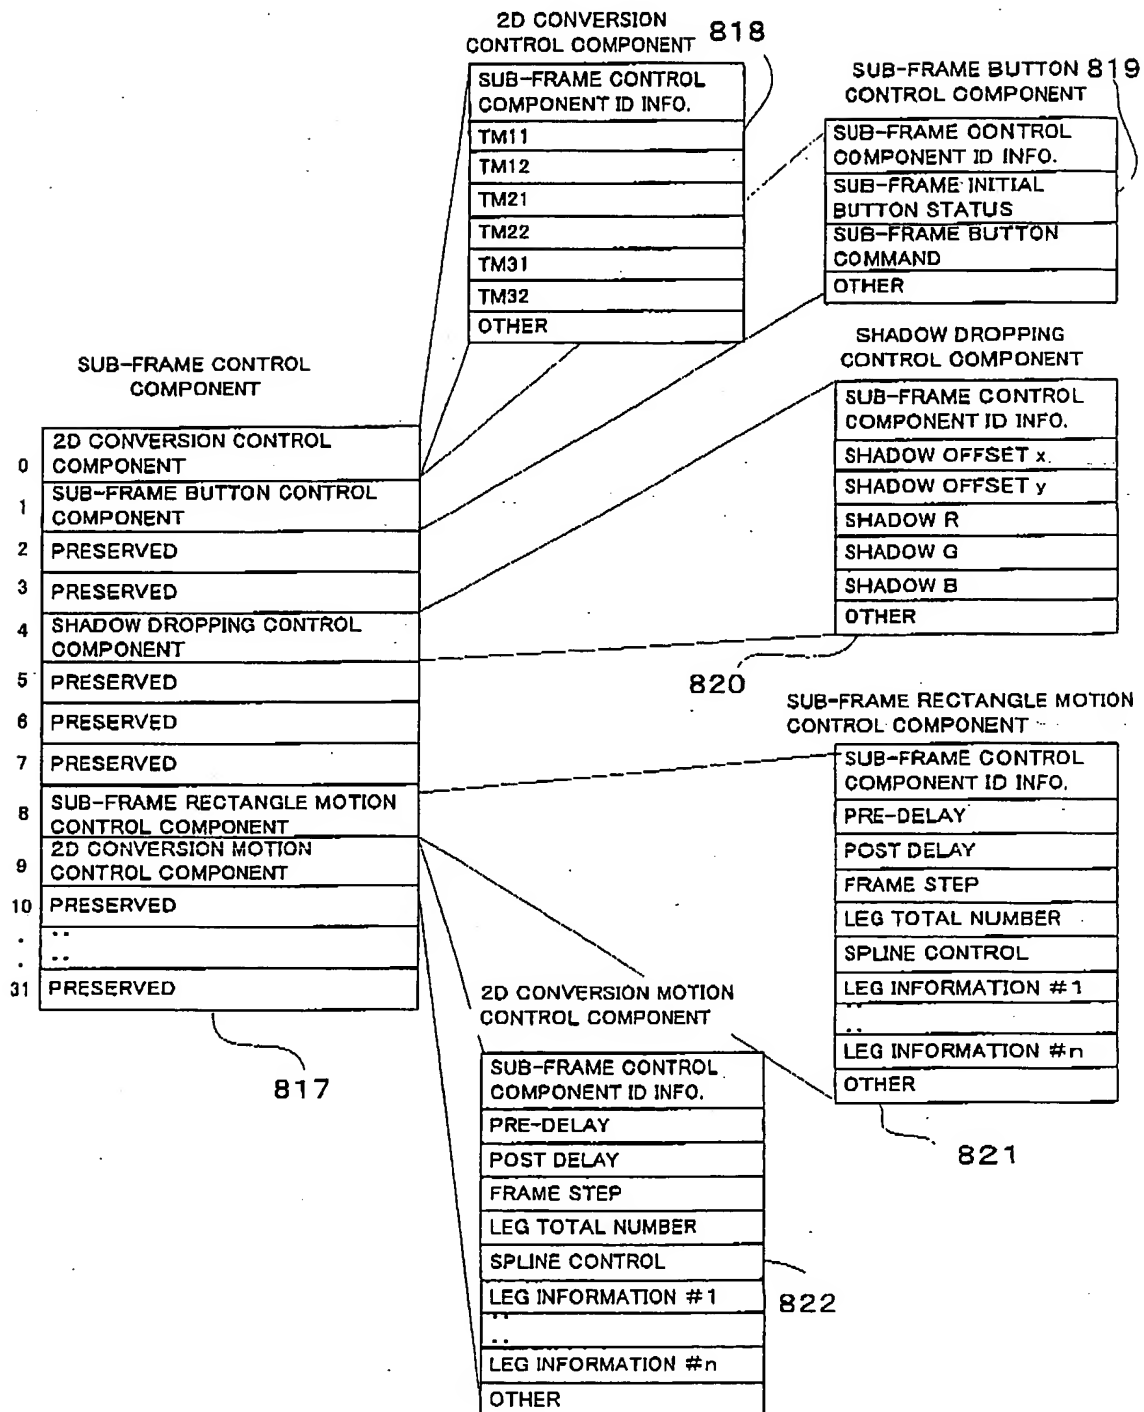 2D CONVERSION
CONTROL COMPONENT 818
SUB-FRAME CONTROL
COMPONENT ID INFO.
TM11
TM12
TM21
TM22
TM31
TM32
OTHER
SUB-FRAME BUTTON 819
CONTROL COMPONENT
SUB-FRAME CONTROL
COMPONENT ID INFO.
SUB-FRAME INITIAL
BUTTON STATUS
SUB-FRAME BUTTON
COMMAND
OTHER
SHADOW DROPPING
CONTROL COMPONENT
SUB-FRAME CONTROL
COMPONENT ID INFO.
SHADOW OFFSET x
SHADOW OFFSET y
SHADOW R
SHADOW G
SHADOW B
OTHER
820
SUB-FRAME CONTROL
COMPONENT
0 2D CONVERSION CONTROL
COMPONENT
1 SUB-FRAME BUTTON CONTROL
COMPONENT
2 PRESERVED
3 PRESERVED
4 SHADOW DROPPING CONTROL
COMPONENT
5 PRESERVED
6 PRESERVED
7 PRESERVED
8 SUB-FRAME RECTANGLE MOTION
CONTROL COMPONENT
9 2D CONVERSION MOTION
CONTROL COMPONENT
10 PRESERVED
: ..
. ..
31 PRESERVED
817
SUB-FRAME RECTANGLE MOTION
CONTROL COMPONENT
SUB-FRAME CONTROL
COMPONENT ID INFO.
PRE-DELAY
POST DELAY
FRAME STEP
LEG TOTAL NUMBER
SPLINE CONTROL
LEG INFORMATION #1
..
..
LEG INFORMATION #n
OTHER
821
2D CONVERSION MOTION
CONTROL COMPONENT
SUB-FRAME CONTROL
COMPONENT ID INFO.
PRE-DELAY
POST DELAY
FRAME STEP
LEG TOTAL NUMBER
SPLINE CONTROL
LEG INFORMATION #1
..
..
LEG INFORMATION #n
OTHER
822